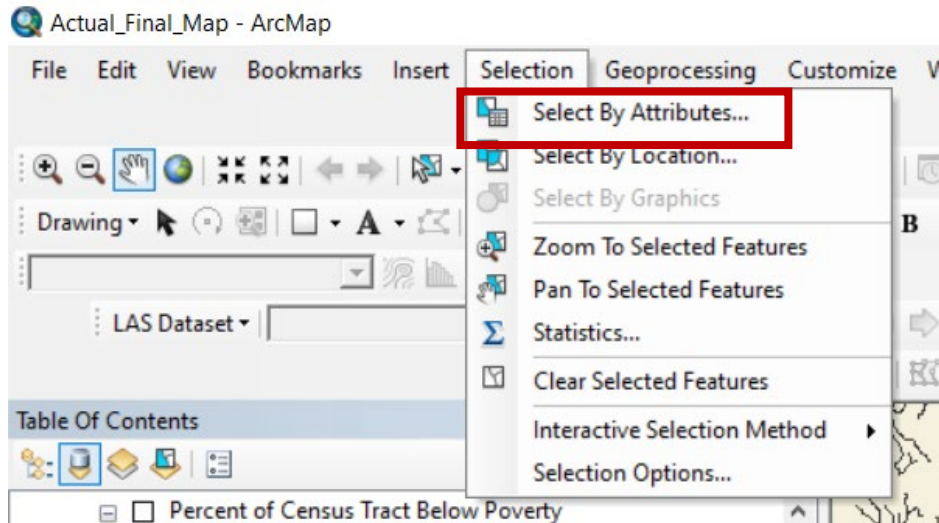 Actual_Final_Map - ArcMap
File Edit View Bookmarks Insert Selection Geoprocessing Customize W
Select By Attributes...
Select By Location...
Select By Graphics
Drawing A B
Zoom To Selected Features
Pan To Selected Features
LAS Dataset
Statistics...
Clear Selected Features
Table Of Contents
Interactive Selection Method
Selection Options...
Percent of Census Tract Below Poverty